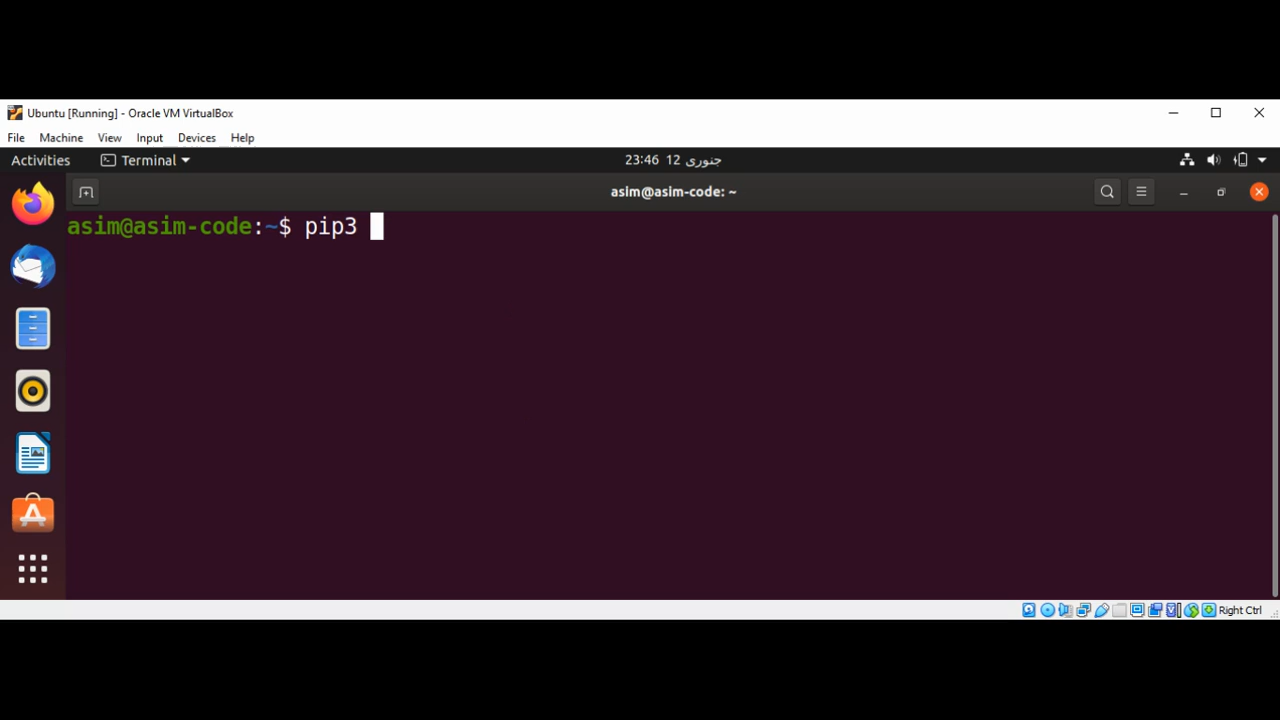 Ubuntu [Running] - Oracle VM VirtualBox
File Machine View Input Devices Help
Activities Terminal 23:46 12 جنوری
asim@asim-code: ~
asim@asim-code:~$ pip3
Right Ctrl